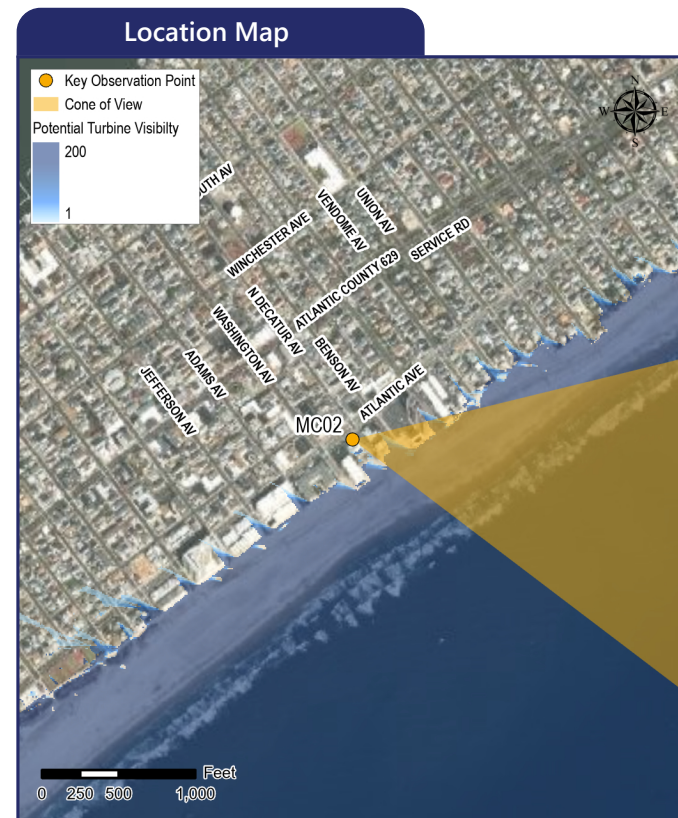 Location Map
Key Observation Point
Cone of View
Potential Turbine Visibilty
200
1
N
W E
S
UTH AV
UNION AV
VENDOME AV
WINCHESTER AVE
SERVICE RD
ATLANTIC COUNTY 629
N DECATUR AV
WASHINGTON AV
BENSON AV
ADAMS AV
JEFFERSON AV
ATLANTIC AVE
MC02
Feet
0 250 500 1,000